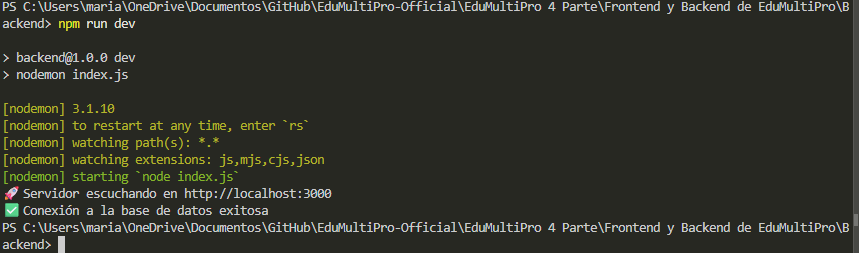 PS C:\Users\maria\OneDrive\Documentos\GitHub\EduMultiPro-Official\EduMultiPro 4 Parte\Frontend y Backend de EduMultiPro\B
ackend> npm run dev
> backend@1.0.0 dev
> nodemon index.js
[nodemon] 3.1.10
[nodemon] to restart at any time, enter `rs`
[nodemon] watching path(s): *.*
[nodemon] watching extensions: js,mjs,cjs,json
[nodemon] starting `node index.js`
🚀 Servidor escuchando en http://localhost:3000
✅ Conexión a la base de datos exitosa
PS C:\Users\maria\OneDrive\Documentos\GitHub\EduMultiPro-Official\EduMultiPro 4 Parte\Frontend y Backend de EduMultiPro\B
ackend>